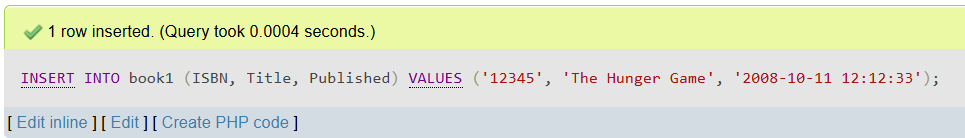 1 row inserted. (Query took 0.0004 seconds.)
INSERT INTO book1 (ISBN, Title, Published) VALUES ('12345', 'The Hunger Game', '2008-10-11 12:12:33');
[ Edit inline ] [ Edit ] [ Create PHP code ]